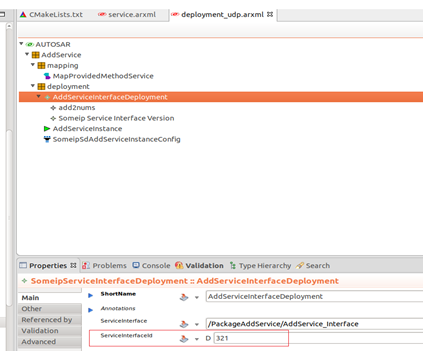 CMakeLists.txt service.arxml deployment_udp.arxml
AUTOSAR
AddService
mapping
MapProvidedMethodService
deployment
AddServiceInterfaceDeployment
add2nums
Someip Service Interface Version
AddServiceInstance
SomeipSdAddServiceInstanceConfig
Properties Problems Console Validation Type Hierarchy Search
SomeipServiceInterfaceDeployment :: AddServiceInterfaceDeployment
Main
Other
Referenced by
Validation
Advanced
ShortName AddServiceInterfaceDeployment
Annotations
ServiceInterface /PackageAddService/AddService_Interface
ServiceInterfaceId D 321